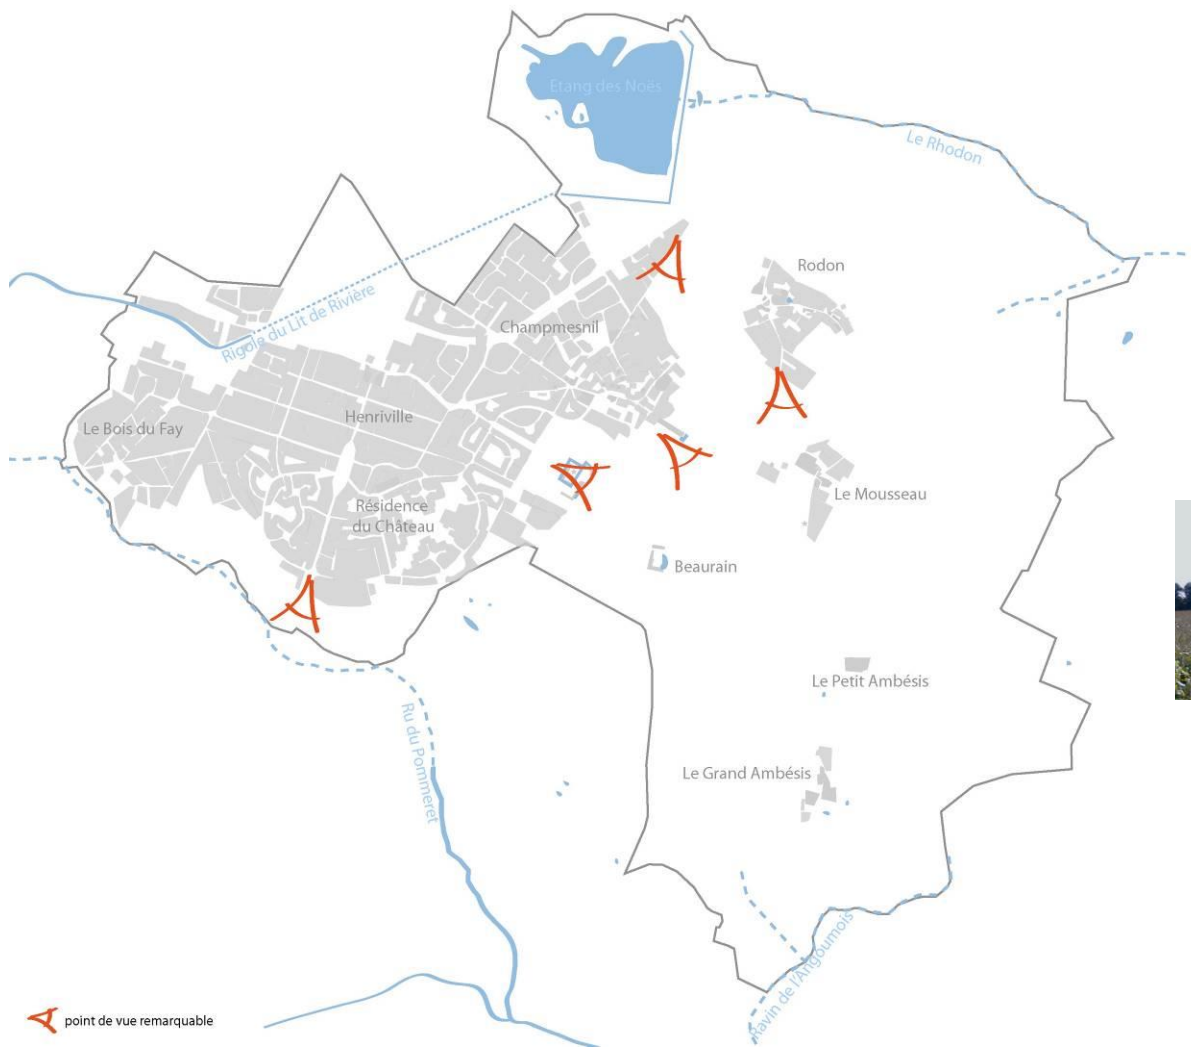 Etang des Noës
Le Rhodon
Rodon
Rigole du Lit de Rivière
Champmesnil
Henriville
Le Bois du Fay
Le Mousseau
Résidence
du Château
Beaurain
Le Petit Ambésis
Ru du Pommeret
Le Grand Ambésis
Ravin de l'Angoumois
point de vue remarquable